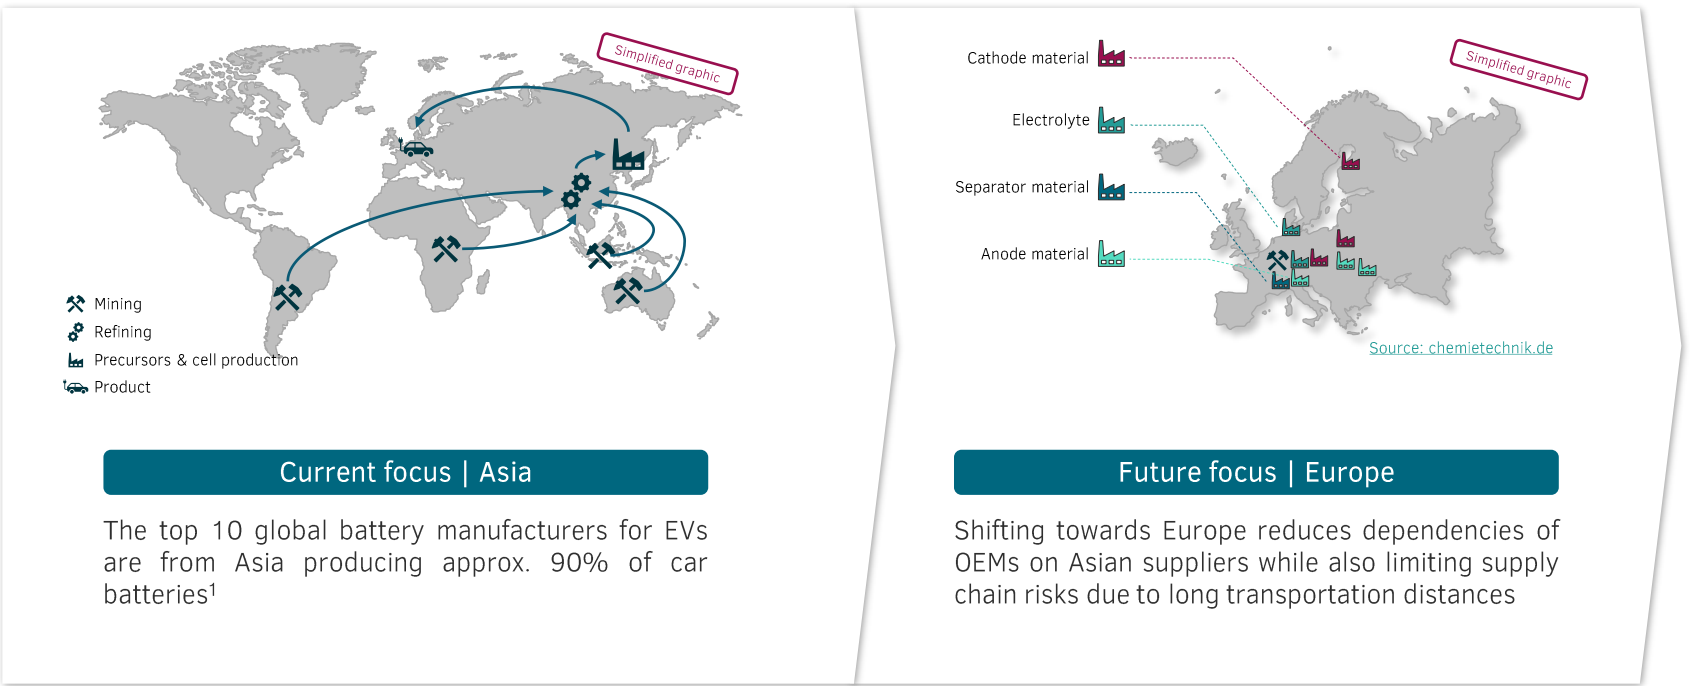 Simplified graphic
Mining
Refining
Precursors & cell production
Product
Current focus | Asia
The top 10 global battery manufacturers for EVs
are from Asia producing approx. 90% of car
batteries¹
Cathode material
Electrolyte
Separator material
Anode material
Simplified graphic
Source: chemietechnik.de
Future focus | Europe
Shifting towards Europe reduces dependencies of
OEMs on Asian suppliers while also limiting supply
chain risks due to long transportation distances